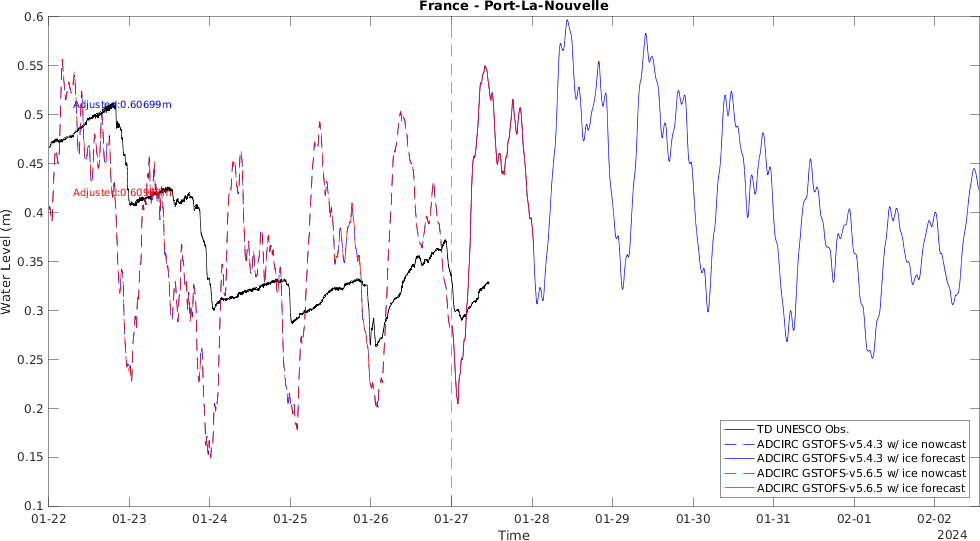 France - Port-La-Nouvelle
0.6
0.55
0.5
0.45
0.4
0.35
0.3
0.25
0.2
0.15
0.1
Water Level (m)
Adjusted:0.60699m
TD UNESCO Obs.
ADCIRC GSTOFS-v5.4.3 w/ ice nowcast
ADCIRC GSTOFS-v5.4.3 w/ ice forecast
ADCIRC GSTOFS-v5.6.5 w/ ice nowcast
ADCIRC GSTOFS-v5.6.5 w/ ice forecast
01-22 01-23 01-24 01-25 01-26 01-27 01-28 01-29 01-30 01-31 02-01 02-02
Time
2024